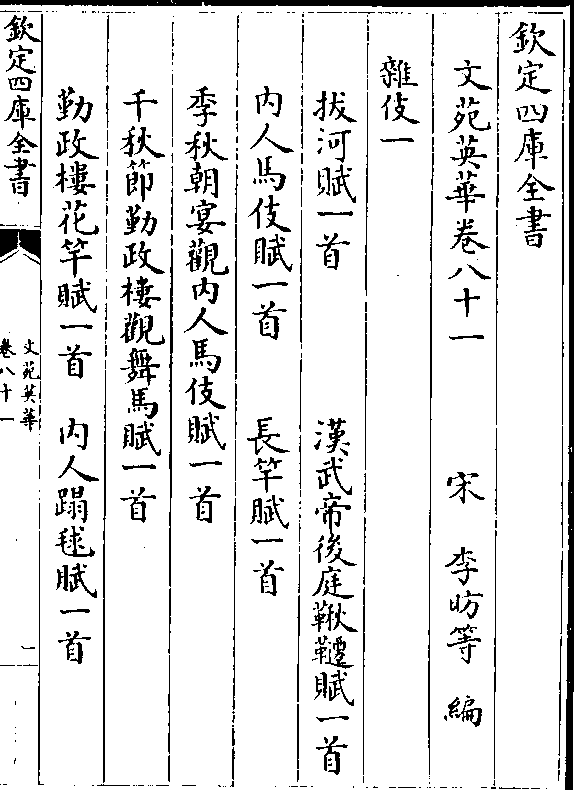 欽定四庫全書
文苑英華卷八十一
宋 李昉等 編
雜伎一
拔河賦一首 漢武帝後庭鞦韆賦一首
内人馬伎賦一首 長竿賦一首
季秋朝宴觀内人馬伎賦一首
千秋節勤政樓觀舞馬賦一首
勤政樓花竿賦一首 内人蹋毬賦一首
欽定四庫全書
文苑英華
卷八十一
一